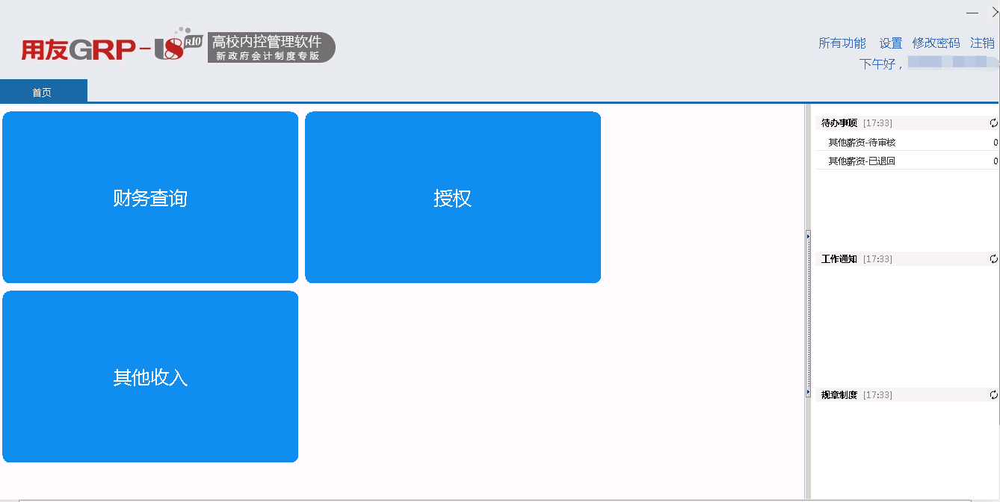 用友GRP-U8 R10 高校内控管理软件
新政府会计制度专版
所有功能 设置 修改密码 注销
下午好，
首页
财务查询
授权
其他收入
待办事项 [17:33]
其他薪资-待审核 0
其他薪资-已退回 0
工作通知 [17:33]
规章制度 [17:33]